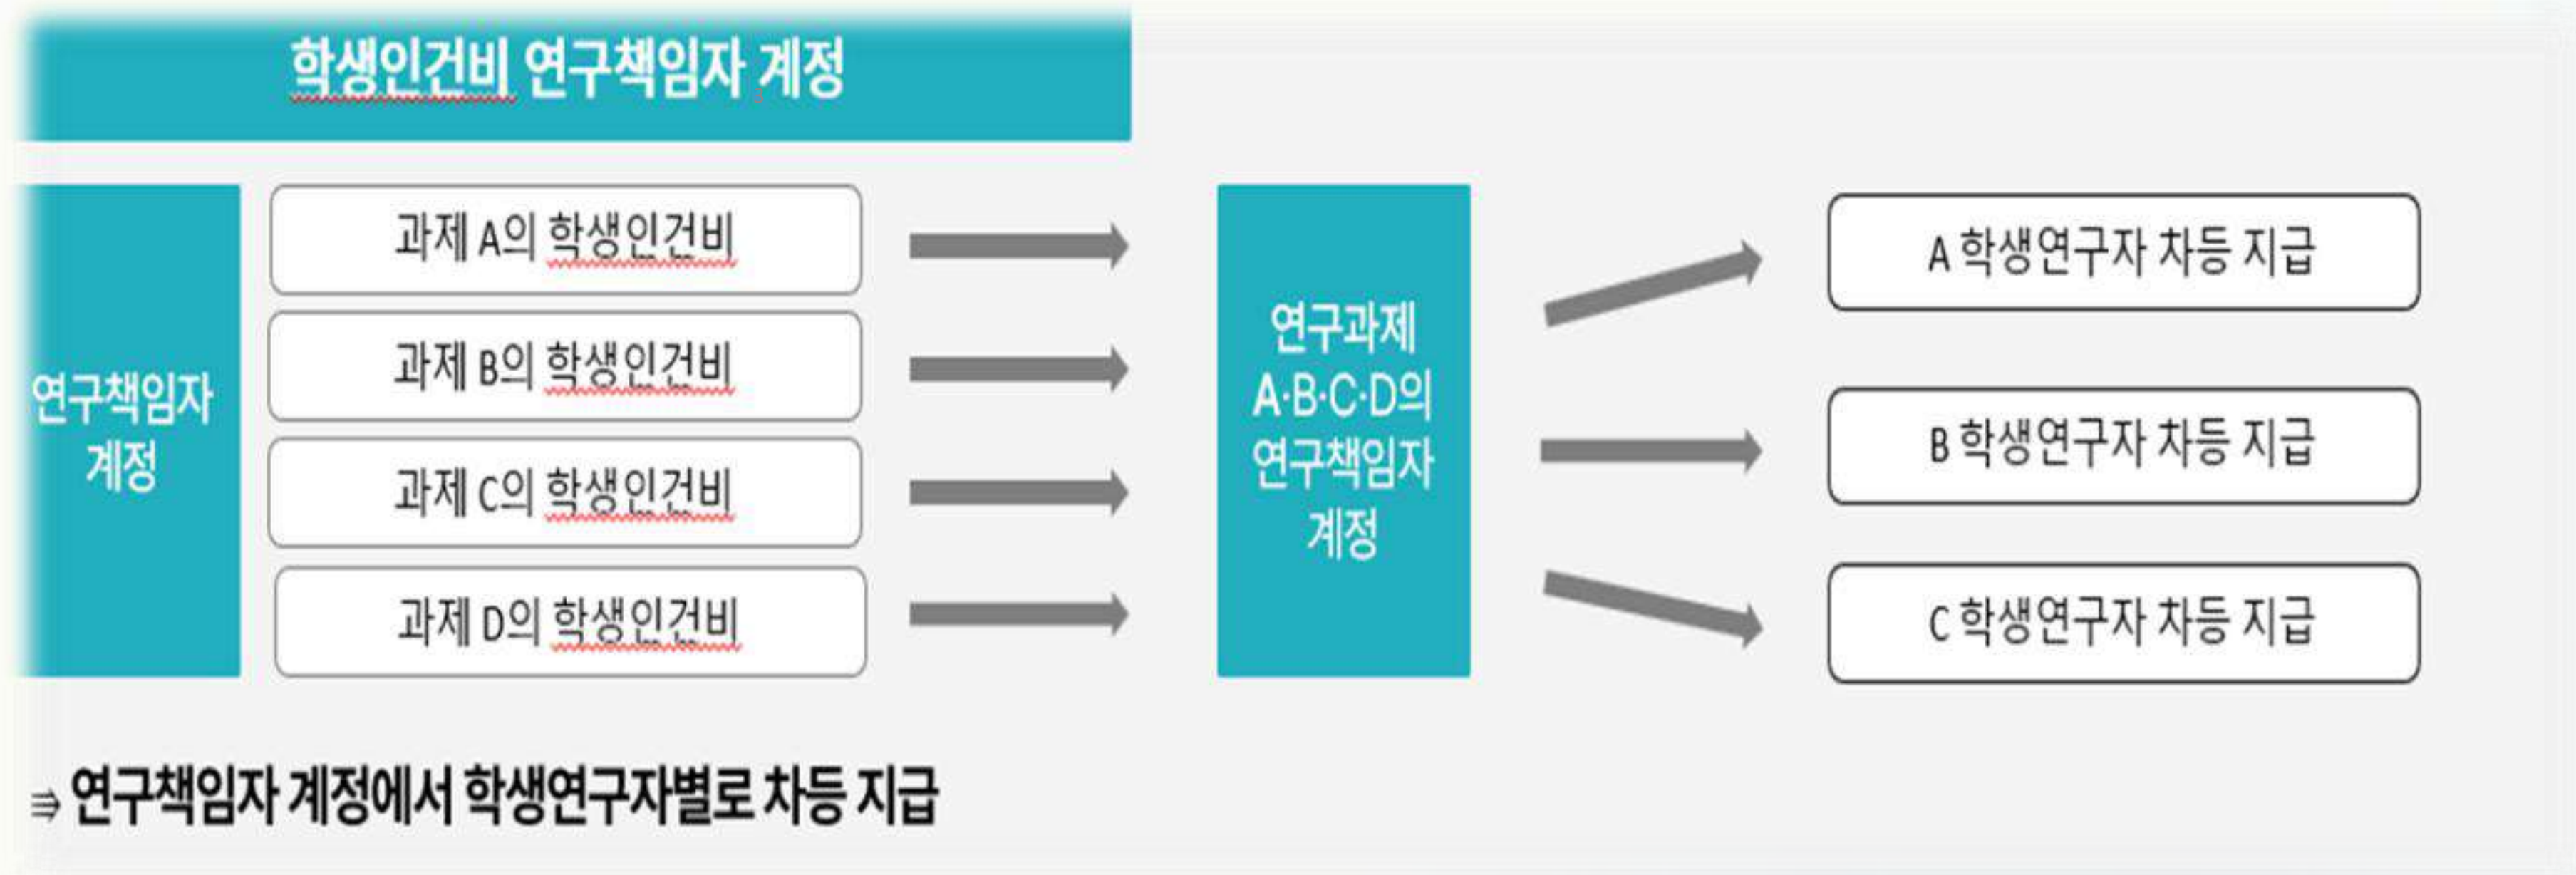 학생인건비 연구책임자 계정
연구책임자
계정
과제 A의 학생인건비
과제 B의 학생인건비
과제 C의 학생인건비
과제 D의 학생인건비
연구과제
A·B·C·D의
연구책임자
계정
A 학생연구자 차등 지급
B 학생연구자 차등 지급
C 학생연구자 차등 지급
⇛ 연구책임자 계정에서 학생연구자별로 차등 지급